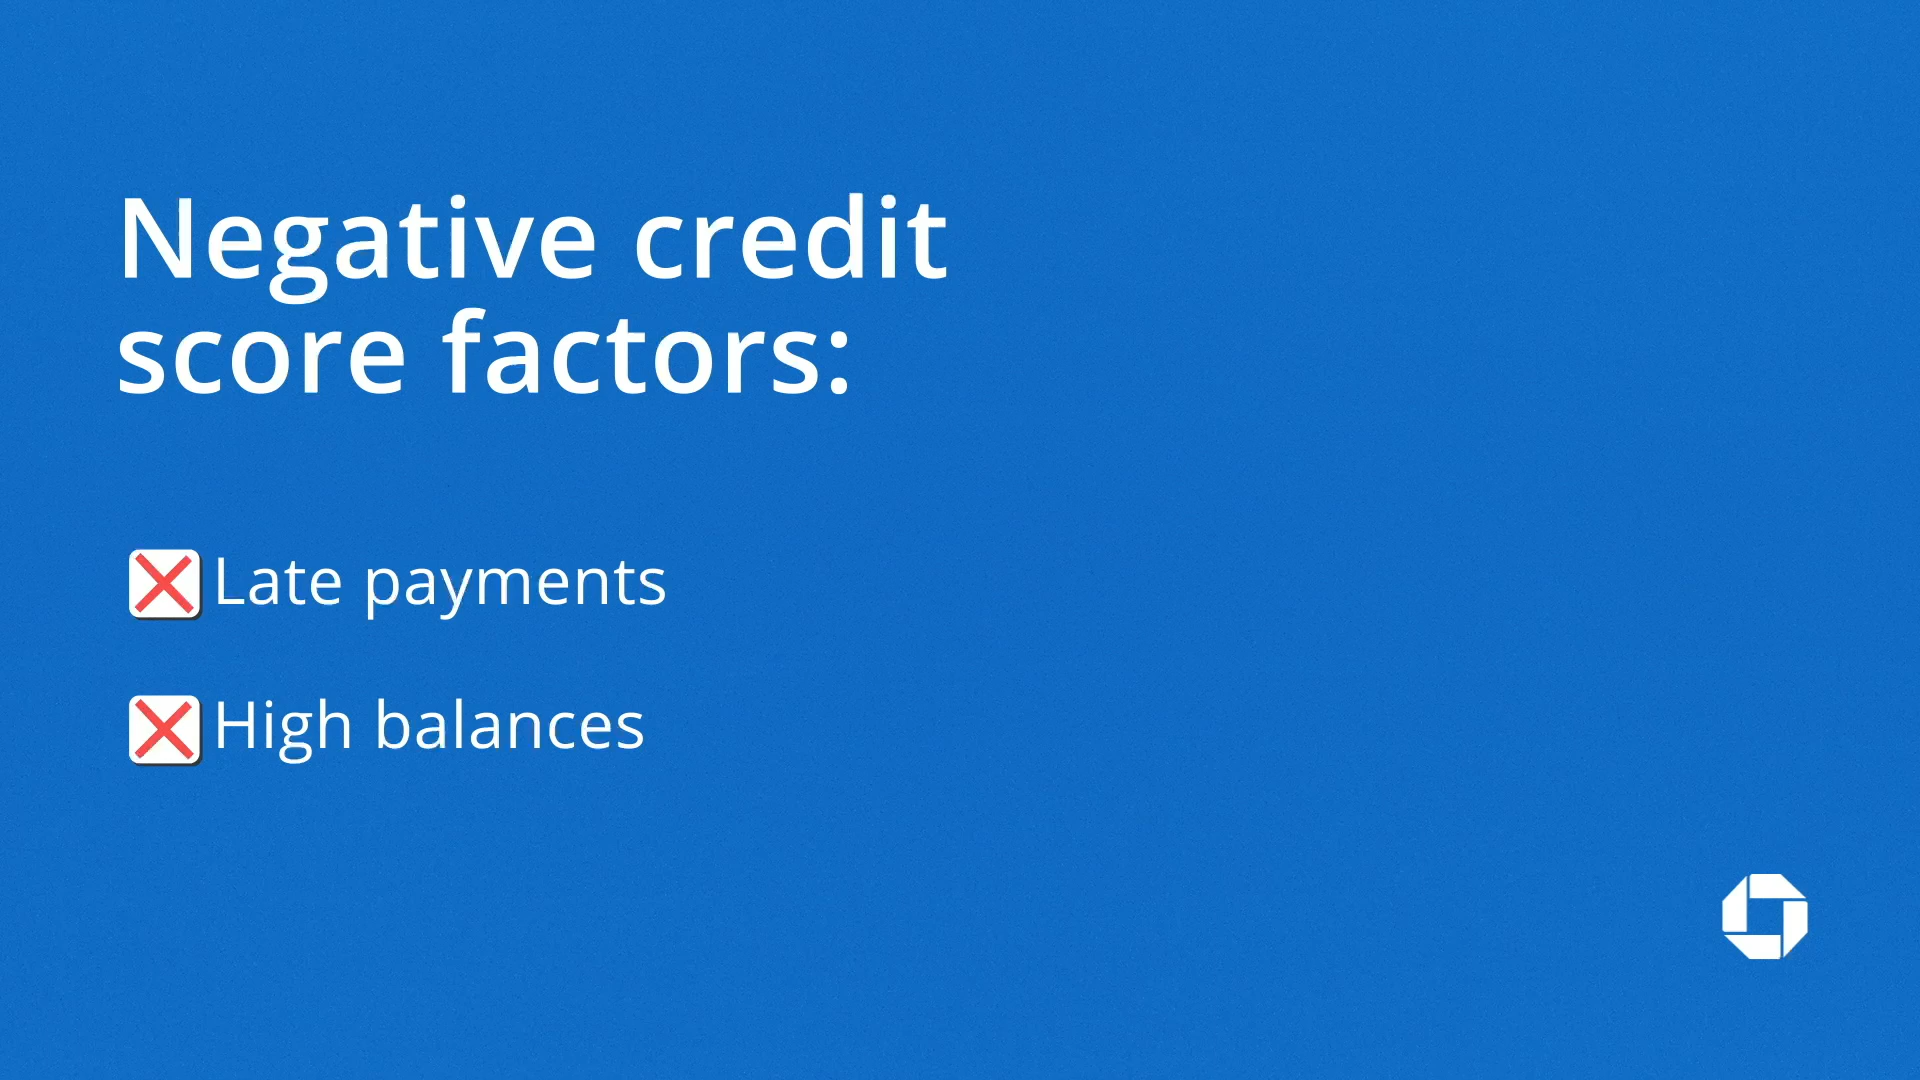 Negative credit
score factors:
Late payments
High balances